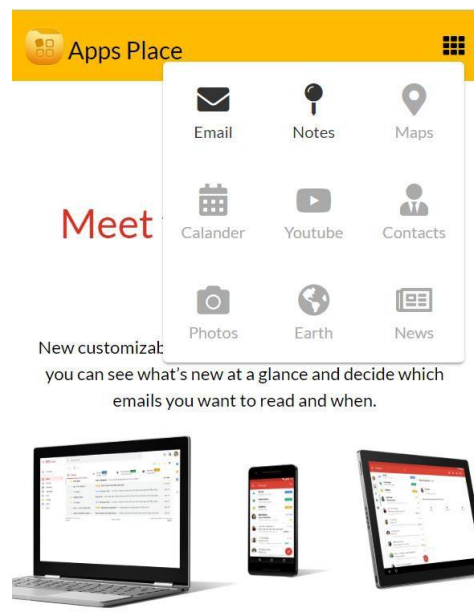 Apps Place
Email Notes Maps
Calander Youtube Contacts
Photos Earth News
Meet
New customizab
you can see what's new at a glance and decide which
emails you want to read and when.